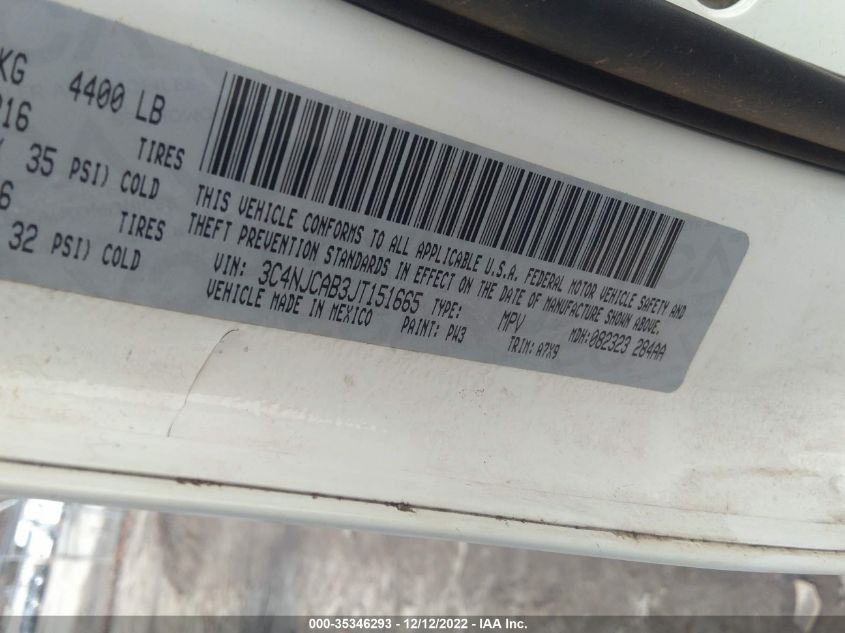 KG 4400 LB
R16 TIRES
35 PSI) COLD
6 TIRES
32 PSI) COLD
THIS VEHICLE CONFORMS TO ALL APPLICABLE U.S.A. FEDERAL MOTOR VEHICLE SAFETY AND
THEFT PREVENTION STANDARDS IN EFFECT ON THE DATE OF MANUFACTURE SHOWN ABOVE.
VIN: 3C4NJCAB3JT151665 TYPE: MPV MDH:082323 284AA
VEHICLE MADE IN MEXICO PAINT: PW3 TRIM: A7X9
000-35346293 - 12/12/2022 - IAA Inc.